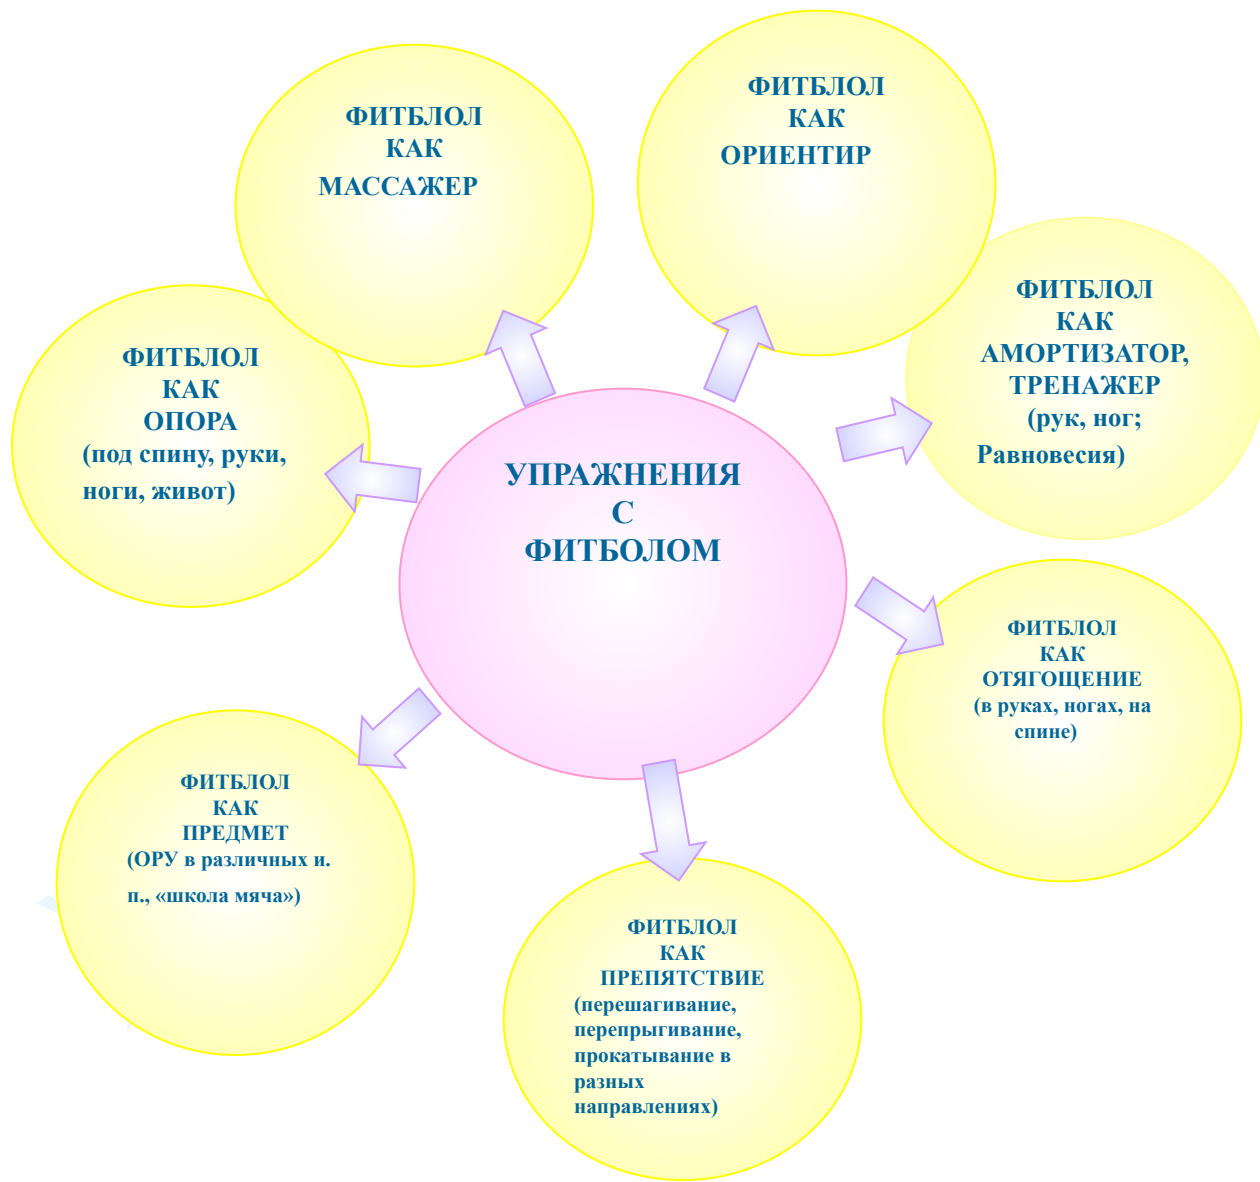 ФИТБЛОЛ
КАК
МАССАЖЕР
ФИТБЛОЛ
КАК
ОРИЕНТИР
ФИТБЛОЛ
КАК
АМОРТИЗАТОР,
ТРЕНАЖЕР
(рук, ног;
Равновесия)
ФИТБЛОЛ
КАК
ОПОРА
(под спину, руки,
ноги, живот)
УПРАЖНЕНИЯ
С
ФИТБОЛОМ
ФИТБЛОЛ
КАК
ОТЯГОЩЕНИЕ
(в руках, ногах, на
спине)
ФИТБЛОЛ
КАК
ПРЕДМЕТ
(ОРУ в различных и.
п., «школа мяча»)
ФИТБЛОЛ
КАК
ПРЕПЯТСТВИЕ
(перешагивание,
перепрыгивание,
прокатывание в
разных
направлениях)